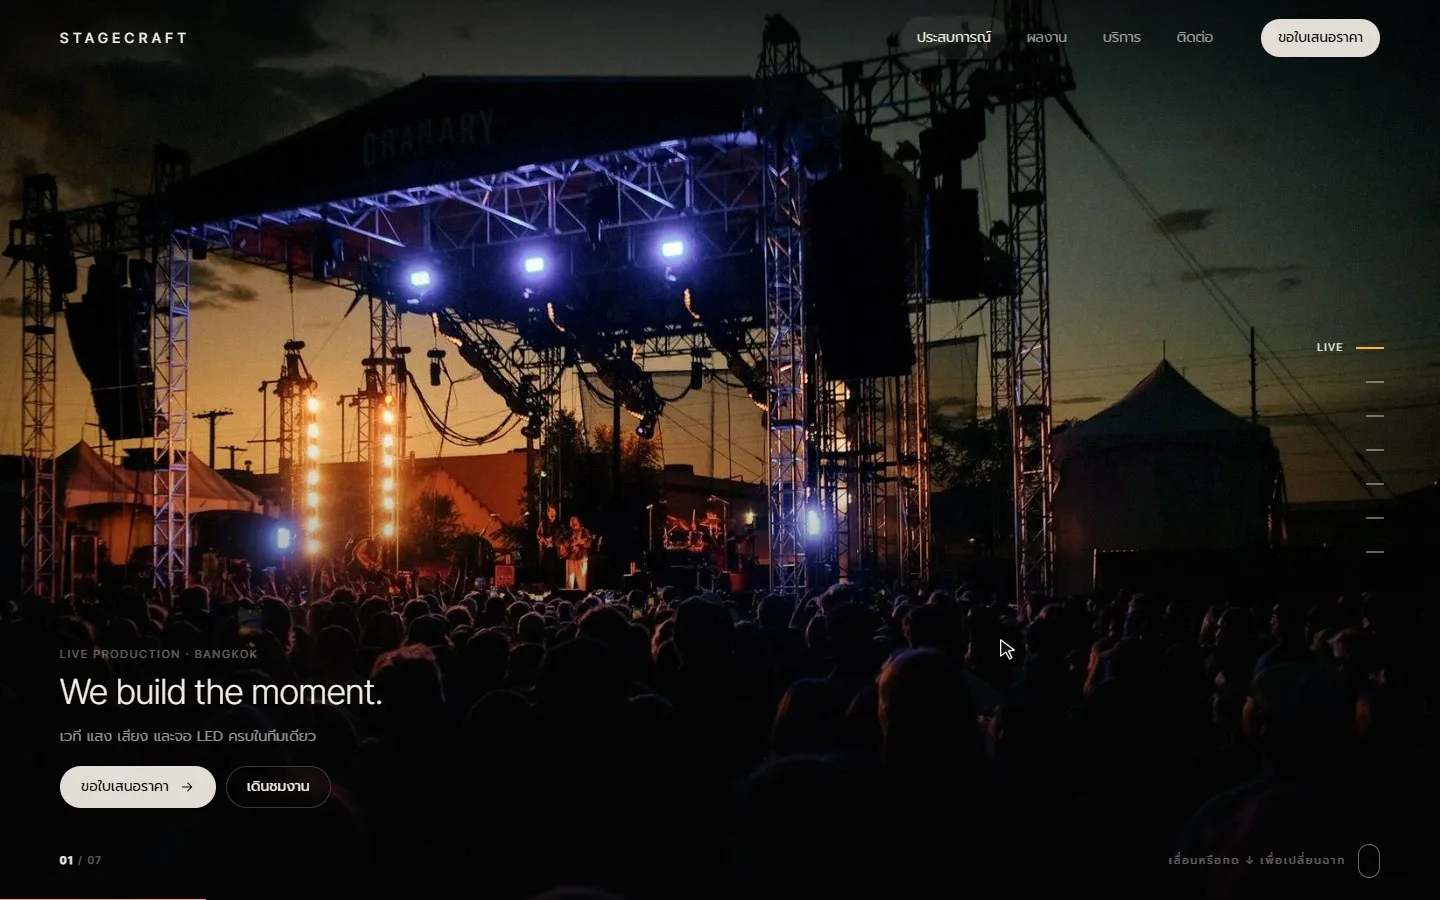 STAGECRAFT
ประสบการณ์ ผลงาน บริการ ติดต่อ ขอใบเสนอราคา
GRANARY
LIVE
LIVE PRODUCTION · BANGKOK
We build the moment.
เวที แสง เสียง และจอ LED ครบในทีมเดียว
ขอใบเสนอราคา → เดินชมงาน
01 / 07
เลื่อนหรือกด ↓ เพื่อเปลี่ยนฉาก